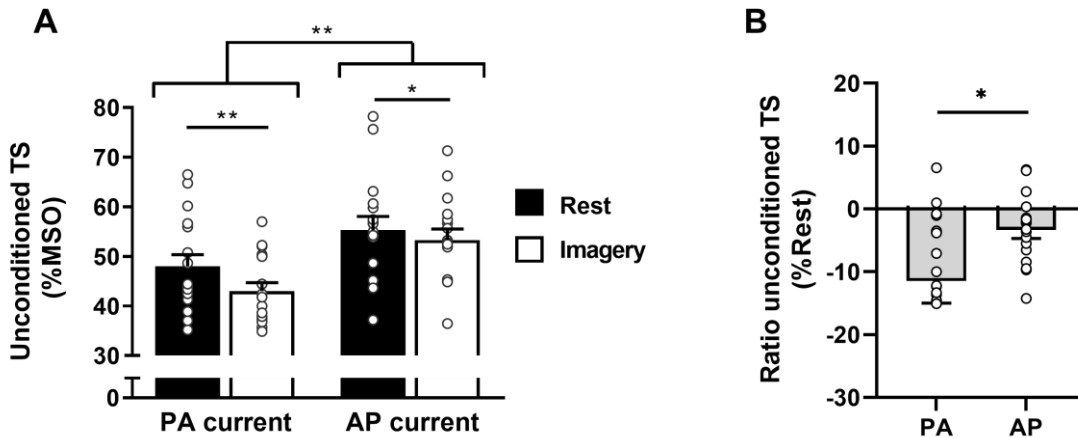 A
**
**
*
Unconditioned TS
(%MSO)
80
70
60
50
40
30
0
PA current
AP current
Rest
Imagery
B
*
Ratio unconditioned TS
(%Rest)
20
10
0
-10
-20
-30
PA
AP